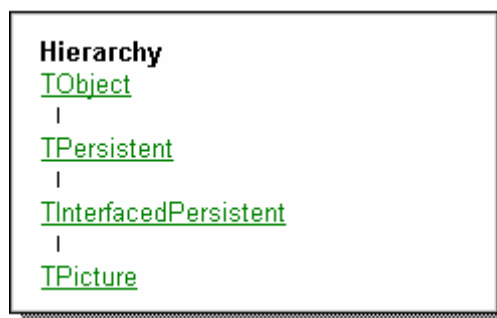 Hierarchy
TObject
|
TPersistent
|
TInterfacedPersistent
|
TPicture